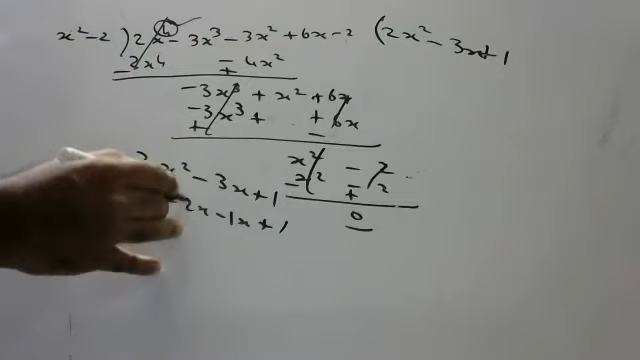 x² - 2 ) 2x⁴ - 3x³ - 3x² + 6x - 2 ( 2x² - 3x + 1
2x⁴ - 4x²
- +
- 3x³ + x² + 6x
- 3x³ + + 6x
+ -
x² - 2
x² - 2
- +
0
x² - 3x + 1
2x - 1x + 1